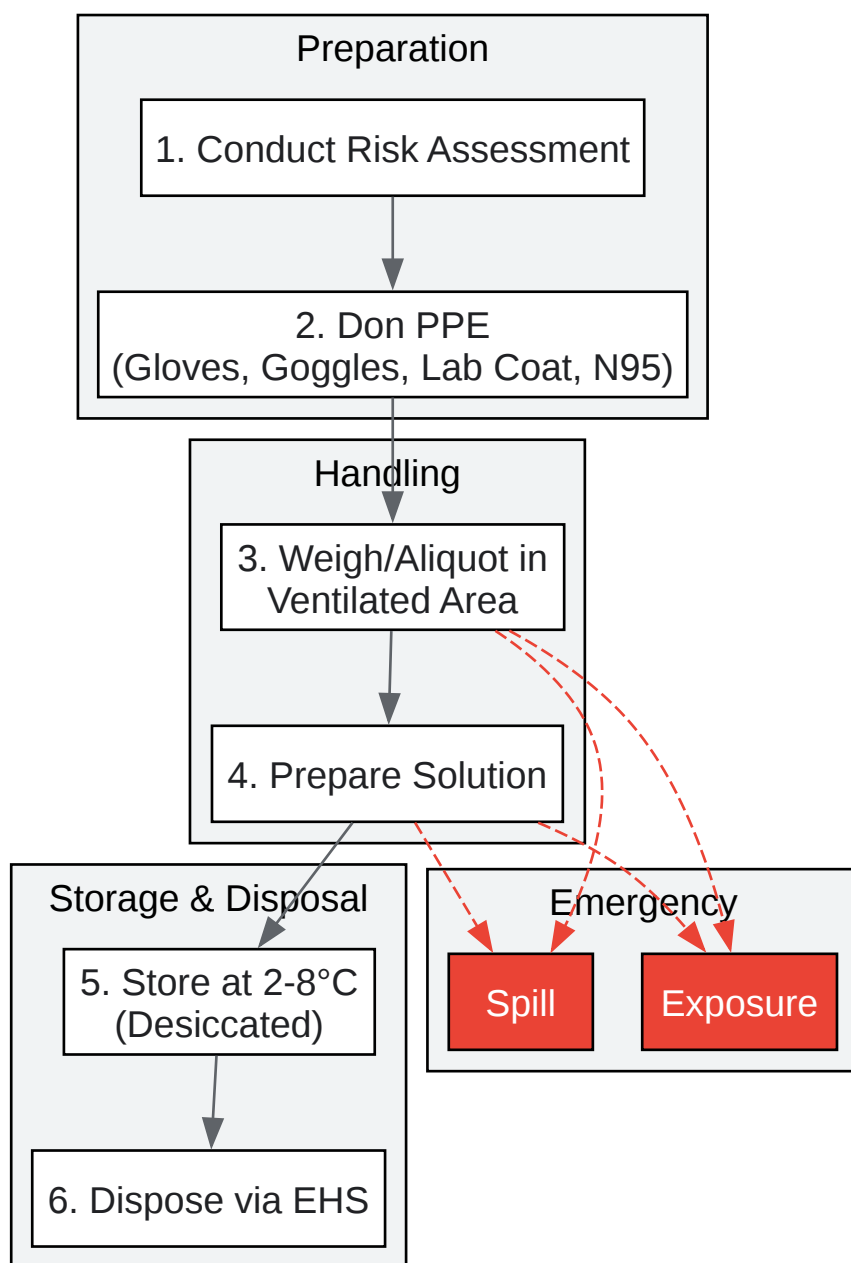 Preparation
1. Conduct Risk Assessment
2. Don PPE
(Gloves, Goggles, Lab Coat, N95)
Handling
3. Weigh/Aliquot in
Ventilated Area
4. Prepare Solution
Storage & Disposal
5. Store at 2-8°C
(Desiccated)
6. Dispose via EHS
Emergency
Spill
Exposure